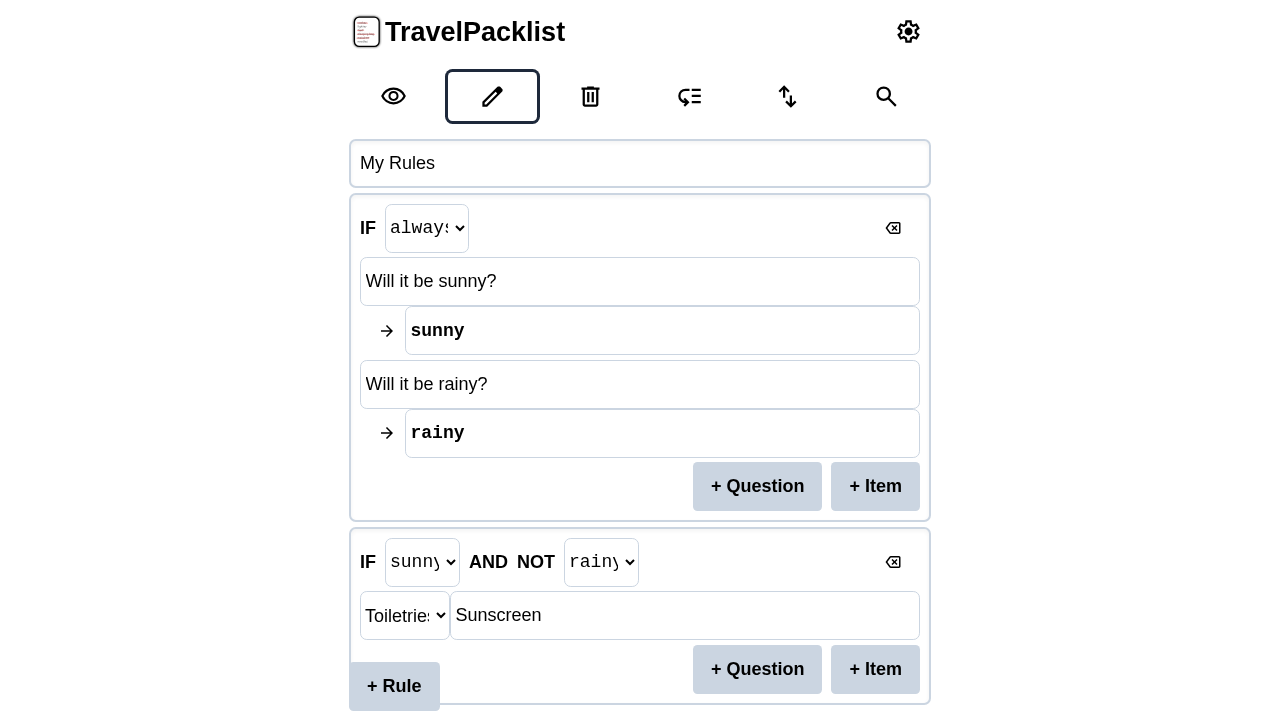 TravelPacklist
My Rules
IF always
Will it be sunny?
sunny
Will it be rainy?
rainy
+ Question + Item
IF sunny AND NOT rainy
Toiletries Sunscreen
+ Question + Item
+ Rule